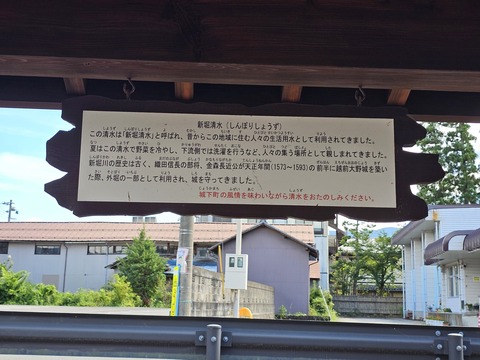 新堀清水（しんぼりしょうず）
この清水は「新堀清水」と呼ばれ、昔からこの地域に住む人々の生活用水として利用されてきました。
夏はこの清水で野菜を冷やし、下流側では洗濯を行うなど、人々の集う場所として親しまれてきました。
新堀川の歴史は古く、織田信長の部将、金森長近公が天正年間(1573〜1593)の前半に越前大野城を築い
た際、外堀の一部として利用され、城を守ってきました。
城下町の風情を味わいながら清水をおたのしみください。